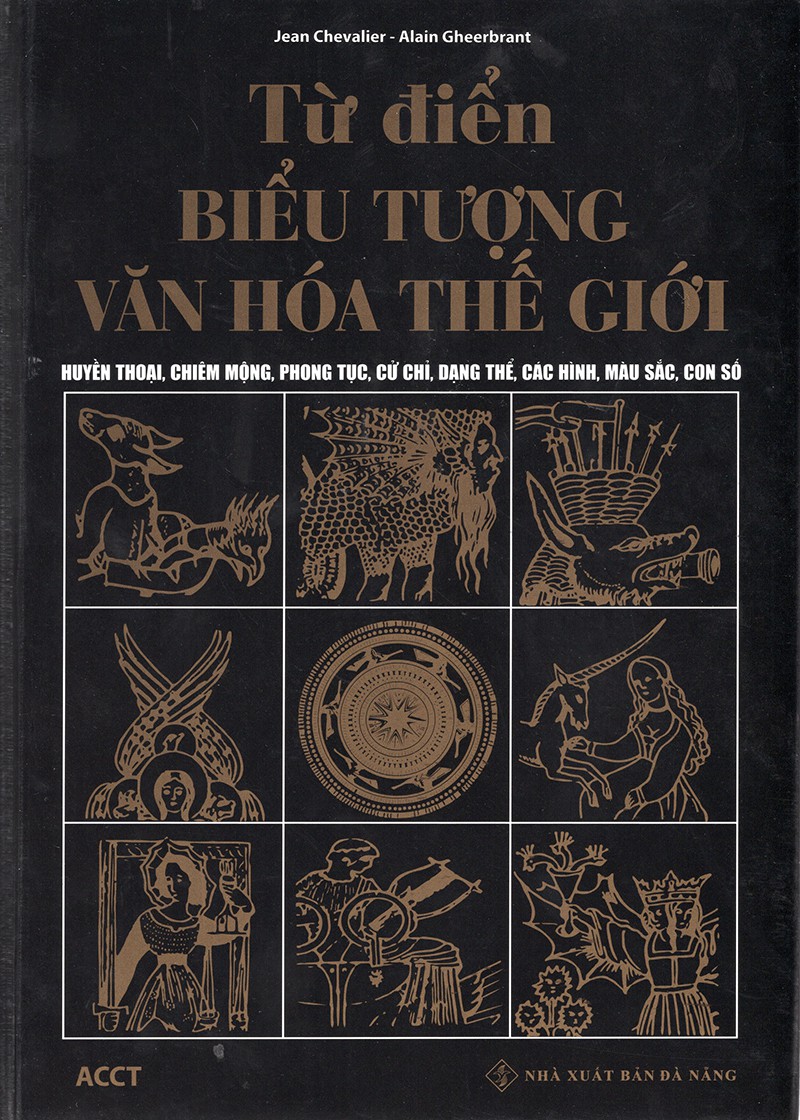 Jean Chevalier - Alain Gheerbrant
Từ điển
BIỂU TƯỢNG
VĂN HÓA THẾ GIỚI
HUYỀN THOẠI, CHIÊM MỘNG, PHONG TỤC, CỬ CHỈ, DẠNG THỂ, CÁC HÌNH, MÀU SẮC, CON SỐ
ACCT
NHÀ XUẤT BẢN ĐÀ NẴNG